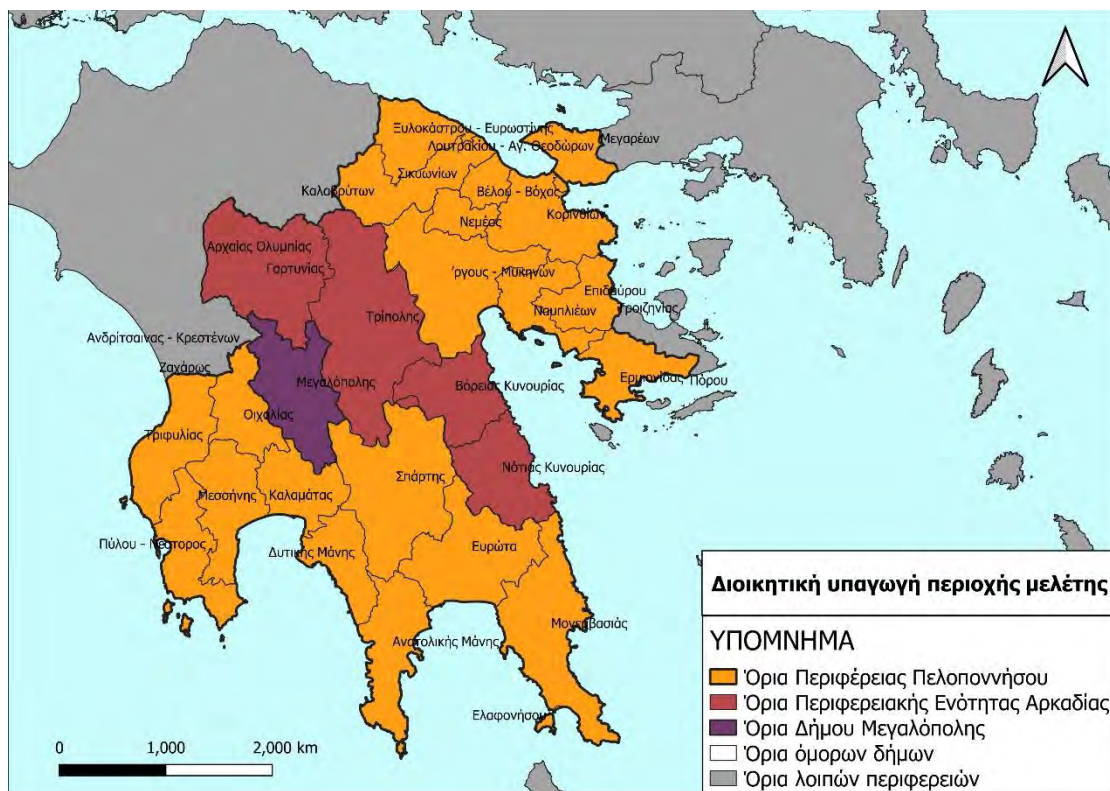 Ξυλοκάστρου - Ευρωστίνης
Λουτρακίου - Αγ. Θεοδώρων
Μεγαρέων
Σικυωνίων
Καλαβρύτων
Βέλου - Βόχας
Κορινθίων
Νεμέας
Αρχαίας Ολυμπίας
Γορτυνίας
Άργους - Μυκηνών
Επιδαύρου
Τροιζηνίας
Ναυπλιέων
Τρίπολης
Ανδρίτσαινας - Κρεστένων
Ζαχάρως
Μεγαλόπολης
Βόρειας Κυνουρίας
Ερμιονίδας
Πόρου
Οιχαλίας
Τριφυλίας
Σπάρτης
Νότιας Κυνουρίας
Μεσσήνης
Καλαμάτας
Πύλου - Νέστορος
Δυτικής Μάνης
Ευρώτα
Μονεμβασιάς
Ανατολικής Μάνης
Ελαφονήσου
0 1,000 2,000 km
Διοικητική υπαγωγή περιοχής μελέτης
ΥΠΟΜΝΗΜΑ
Όρια Περιφέρειας Πελοποννήσου
Όρια Περιφερειακής Ενότητας Αρκαδίας
Όρια Δήμου Μεγαλόπολης
Όρια όμορων δήμων
Όρια λοιπών περιφερειών